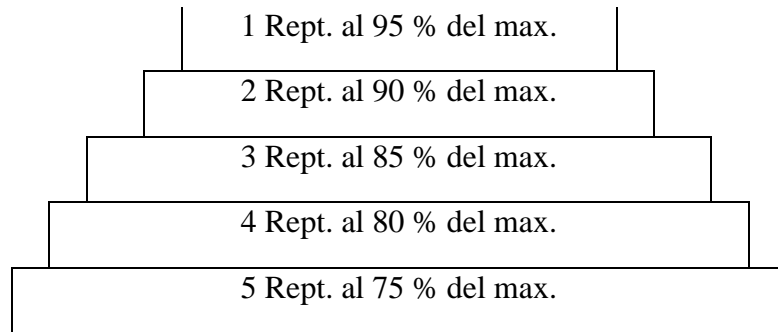 1 Rept. al 95 % del max.
2 Rept. al 90 % del max.
3 Rept. al 85 % del max.
4 Rept. al 80 % del max.
5 Rept. al 75 % del max.